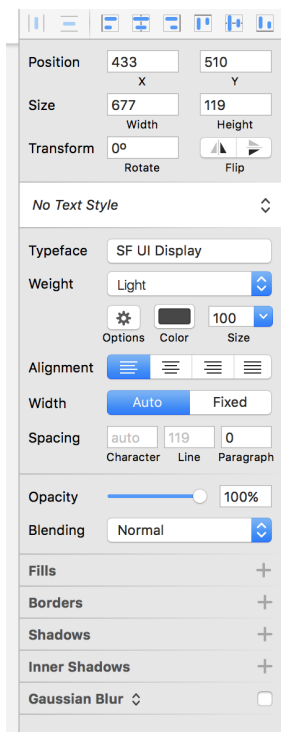 Position 433 510
X Y
Size 677 119
Width Height
Transform 0º
Rotate Flip
No Text Style
Typeface SF UI Display
Weight Light
100
Options Color Size
Alignment
Width Auto Fixed
Spacing auto 119 0
Character Line Paragraph
Opacity 100%
Blending Normal
Fills
Borders
Shadows
Inner Shadows
Gaussian Blur